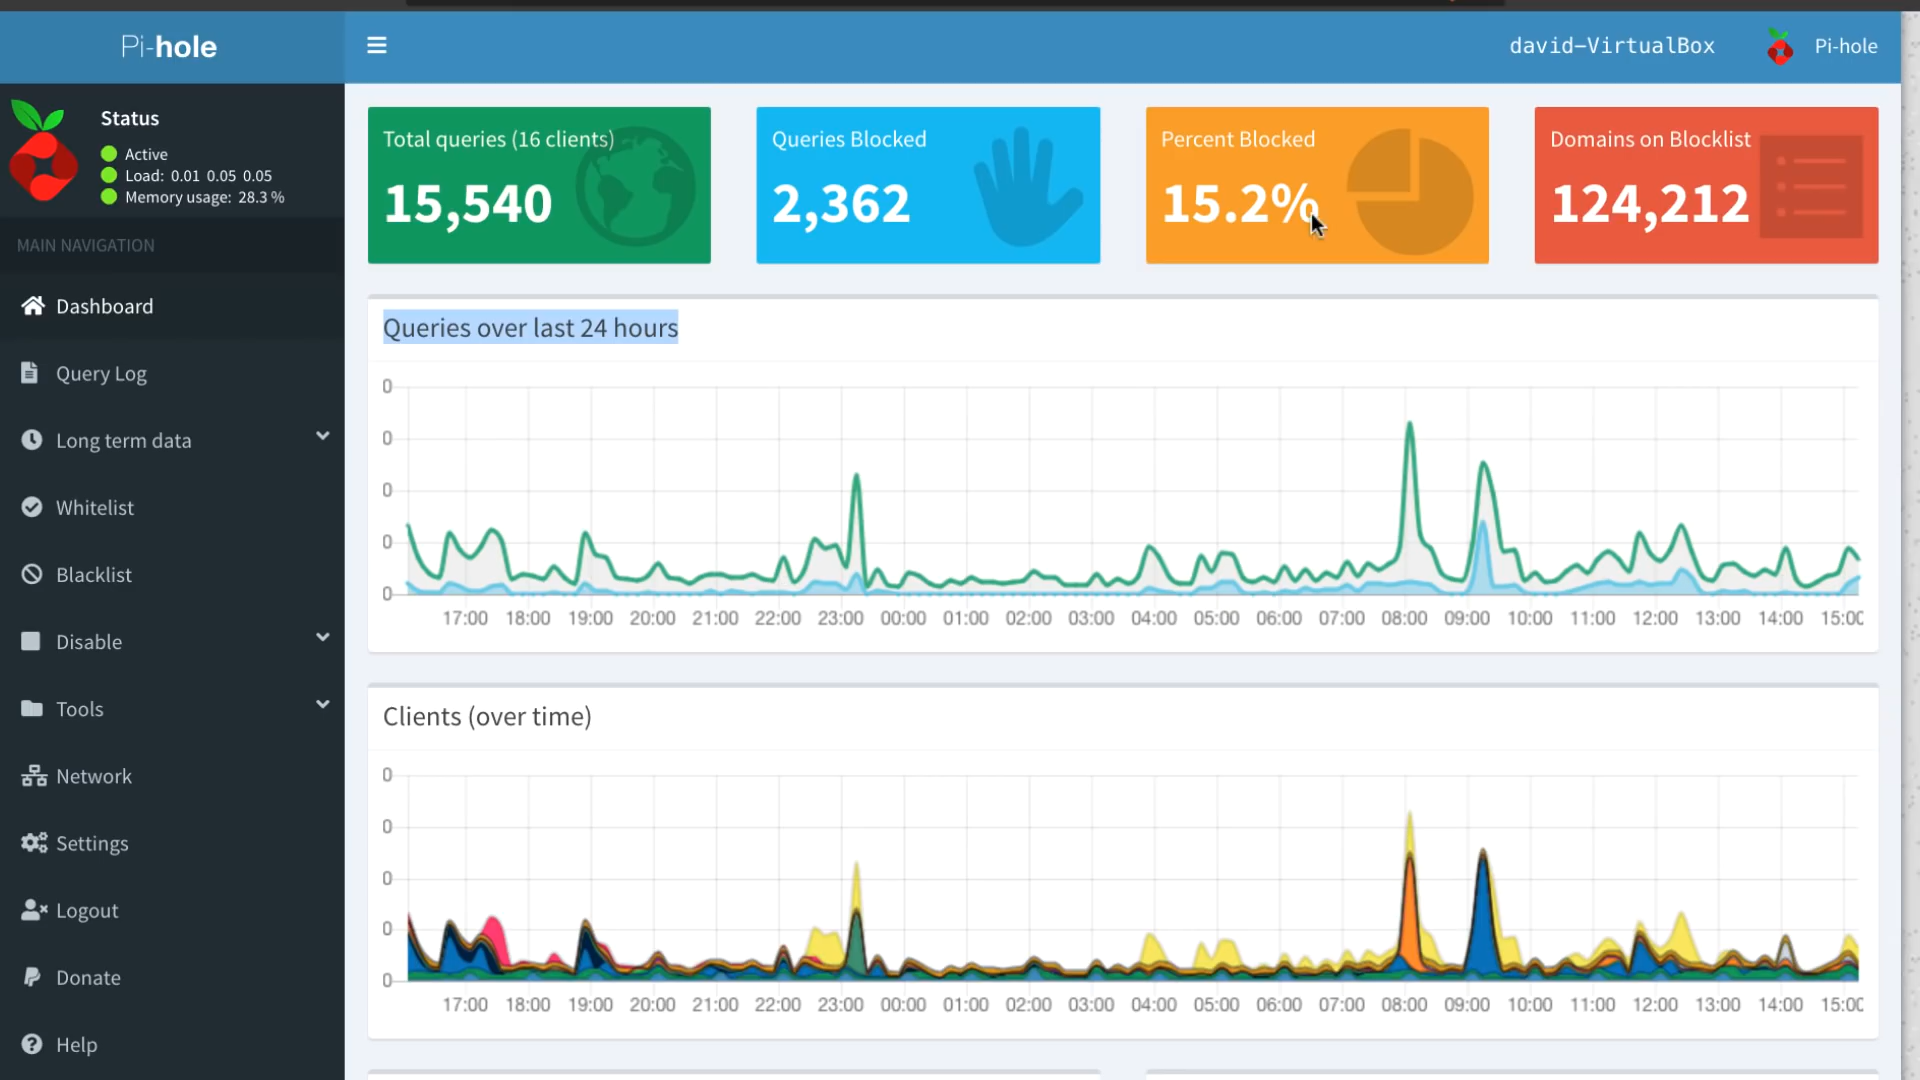 Pi-hole
david-VirtualBox
Pi-hole
Status
Active
Load: 0.01 0.05 0.05
Memory usage: 28.3 %
MAIN NAVIGATION
Dashboard
Query Log
Long term data
Whitelist
Blacklist
Disable
Tools
Network
Settings
Logout
Donate
Help
Total queries (16 clients)
15,540
Queries Blocked
2,362
Percent Blocked
15.2%
Domains on Blocklist
124,212
Queries over last 24 hours
0
0
0
0
0
17:00 18:00 19:00 20:00 21:00 22:00 23:00 00:00 01:00 02:00 03:00 04:00 05:00 06:00 07:00 08:00 09:00 10:00 11:00 12:00 13:00 14:00 15:00
Clients (over time)
0
0
0
0
0
17:00 18:00 19:00 20:00 21:00 22:00 23:00 00:00 01:00 02:00 03:00 04:00 05:00 06:00 07:00 08:00 09:00 10:00 11:00 12:00 13:00 14:00 15:00